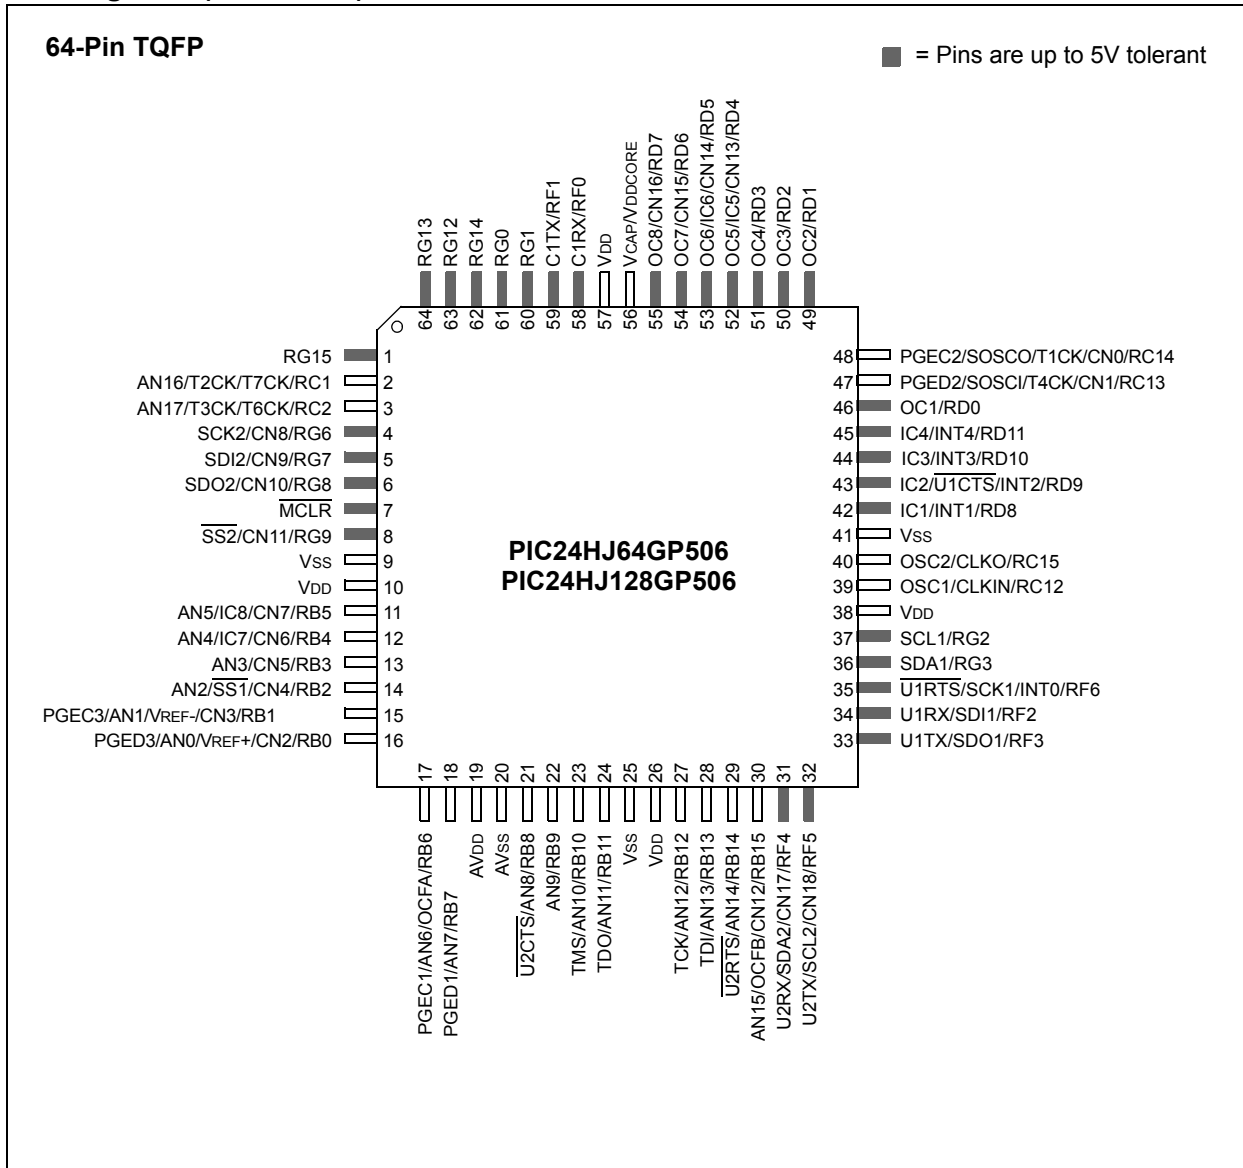 64-Pin TQFP
= Pins are up to 5V tolerant
RG13
RG12
RG14
RG0
RG1
C1TX/RF1
C1RX/RF0
VDD
VCAP/VDDCORE
OC8/CN16/RD7
OC7/CN15/RD6
OC6/IC6/CN14/RD5
OC5/IC5/CN13/RD4
OC4/RD3
OC3/RD2
OC2/RD1
64
63
62
61
60
59
58
57
56
55
54
53
52
51
50
49
RG15 1
AN16/T2CK/T7CK/RC1 2
AN17/T3CK/T6CK/RC2 3
SCK2/CN8/RG6 4
SDI2/CN9/RG7 5
SDO2/CN10/RG8 6
MCLR 7
SS2/CN11/RG9 8
VSS 9
VDD 10
AN5/IC8/CN7/RB5 11
AN4/IC7/CN6/RB4 12
AN3/CN5/RB3 13
AN2/SS1/CN4/RB2 14
PGEC3/AN1/VREF-/CN3/RB1 15
PGED3/AN0/VREF+/CN2/RB0 16
PIC24HJ64GP506
PIC24HJ128GP506
48 PGEC2/SOSCO/T1CK/CN0/RC14
47 PGED2/SOSCI/T4CK/CN1/RC13
46 OC1/RD0
45 IC4/INT4/RD11
44 IC3/INT3/RD10
43 IC2/U1CTS/INT2/RD9
42 IC1/INT1/RD8
41 VSS
40 OSC2/CLKO/RC15
39 OSC1/CLKIN/RC12
38 VDD
37 SCL1/RG2
36 SDA1/RG3
35 U1RTS/SCK1/INT0/RF6
34 U1RX/SDI1/RF2
33 U1TX/SDO1/RF3
17
18
19
20
21
22
23
24
25
26
27
28
29
30
31
32
PGEC1/AN6/OCFA/RB6
PGED1/AN7/RB7
AVDD
AVSS
U2CTS/AN8/RB8
AN9/RB9
TMS/AN10/RB10
TDO/AN11/RB11
VSS
VDD
TCK/AN12/RB12
TDI/AN13/RB13
U2RTS/AN14/RB14
AN15/OCFB/CN12/RB15
U2RX/SDA2/CN17/RF4
U2TX/SCL2/CN18/RF5